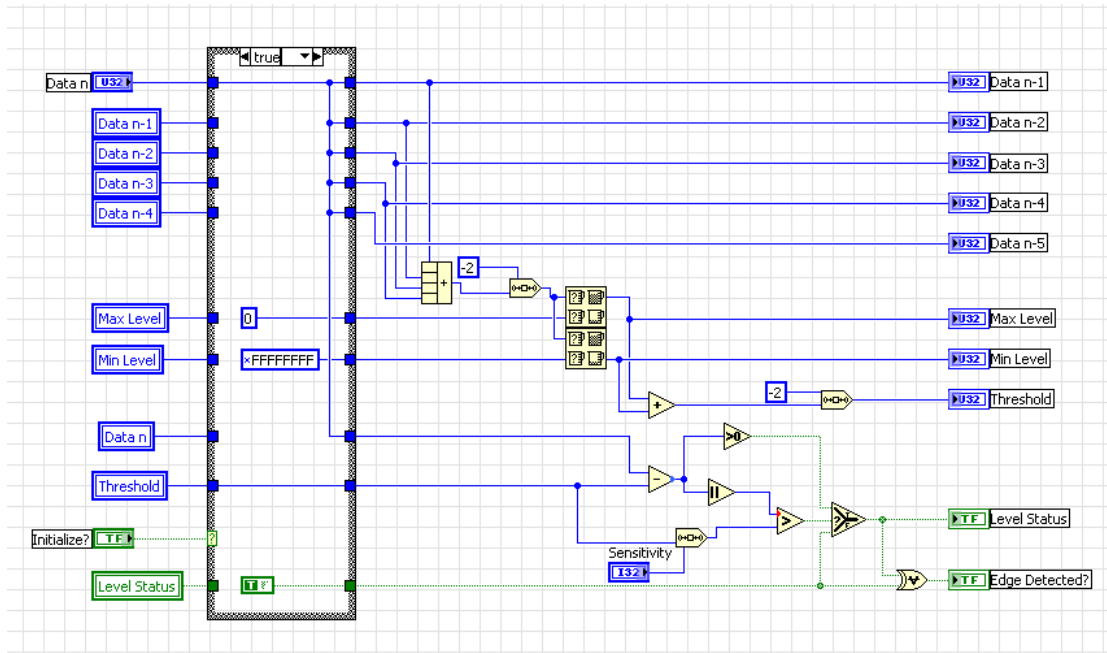 true
Data n U32 U32 Data n-1
Data n-1 U32 Data n-2
Data n-2 U32 Data n-3
Data n-3 U32 Data n-4
Data n-4
U32 Data n-5
+ -2
Max Level 0 U32 Max Level
Min Level ×FFFFFFFF U32 Min Level
+ -2 U32 Threshold
Data n >0
Threshold -
>
? T F TF Level Status
Initialize? TF ?
Sensitivity
I32
Level Status T TF Edge Detected?